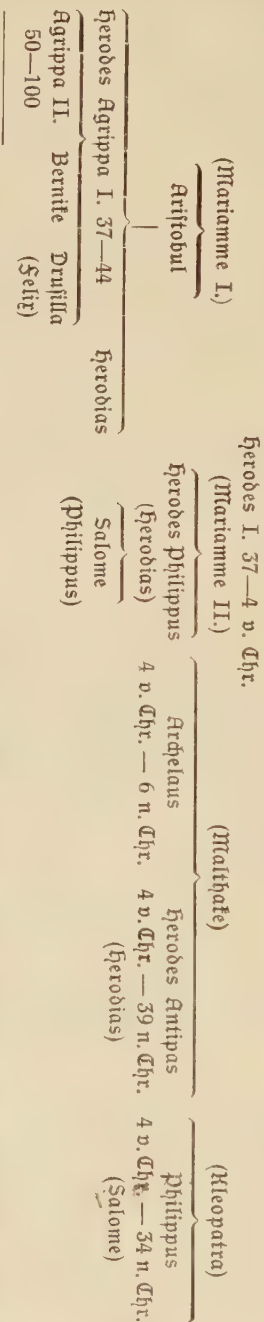 Herodes I. 37—4 v. Chr.
(Mariamme I.) (Mariamme II.) (Malthake) (Kleopatra)
Aristobul Herodes Philippus Archelaus Herodes Antipas Philippus
(Herodias) 4 v. Chr. — 6 n. Chr. 4 v. Chr. — 39 n. Chr. 4 v. Chr. — 34 n. Chr.
(Herodias) (Salome)
Herodes Agrippa I. 37—44 Herodias Salome
(Philippus)
Agrippa II. Bernike Drusilla
50—100 (Felix)